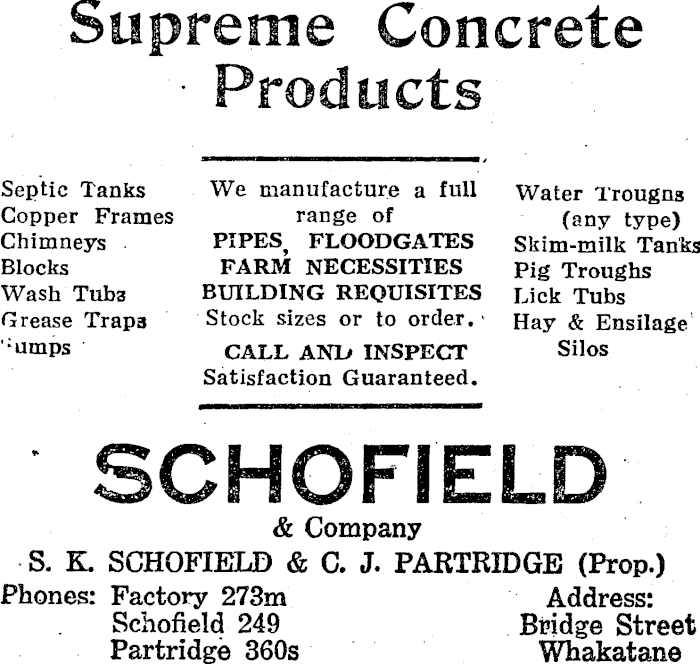 Supreme Concrete
Products
Septic Tanks
Copper Frames
Chimneys
Blocks
Wash Tubs
Grease Traps
We manufacture a full
range of
PIPES, FLOODGATES
FARM NECESSITIES
BUILDING REQUISITES
Stock sizes or to order.
CALL AND INSPECT
Satisfaction Guaranteed.
Water Troughs
(any type)
Skim-milk Tanks
Pig Troughs
Lick Tubs
Hay & Ensilage
Silos
SCHOFIELD
& Company
S. K. SCHOFIELD & C. J. PARTRIDGE (Prop.)
Phones: Factory 273m
Schofield 249
Partridge 360s
Address:
Bridge Street
Whakatane